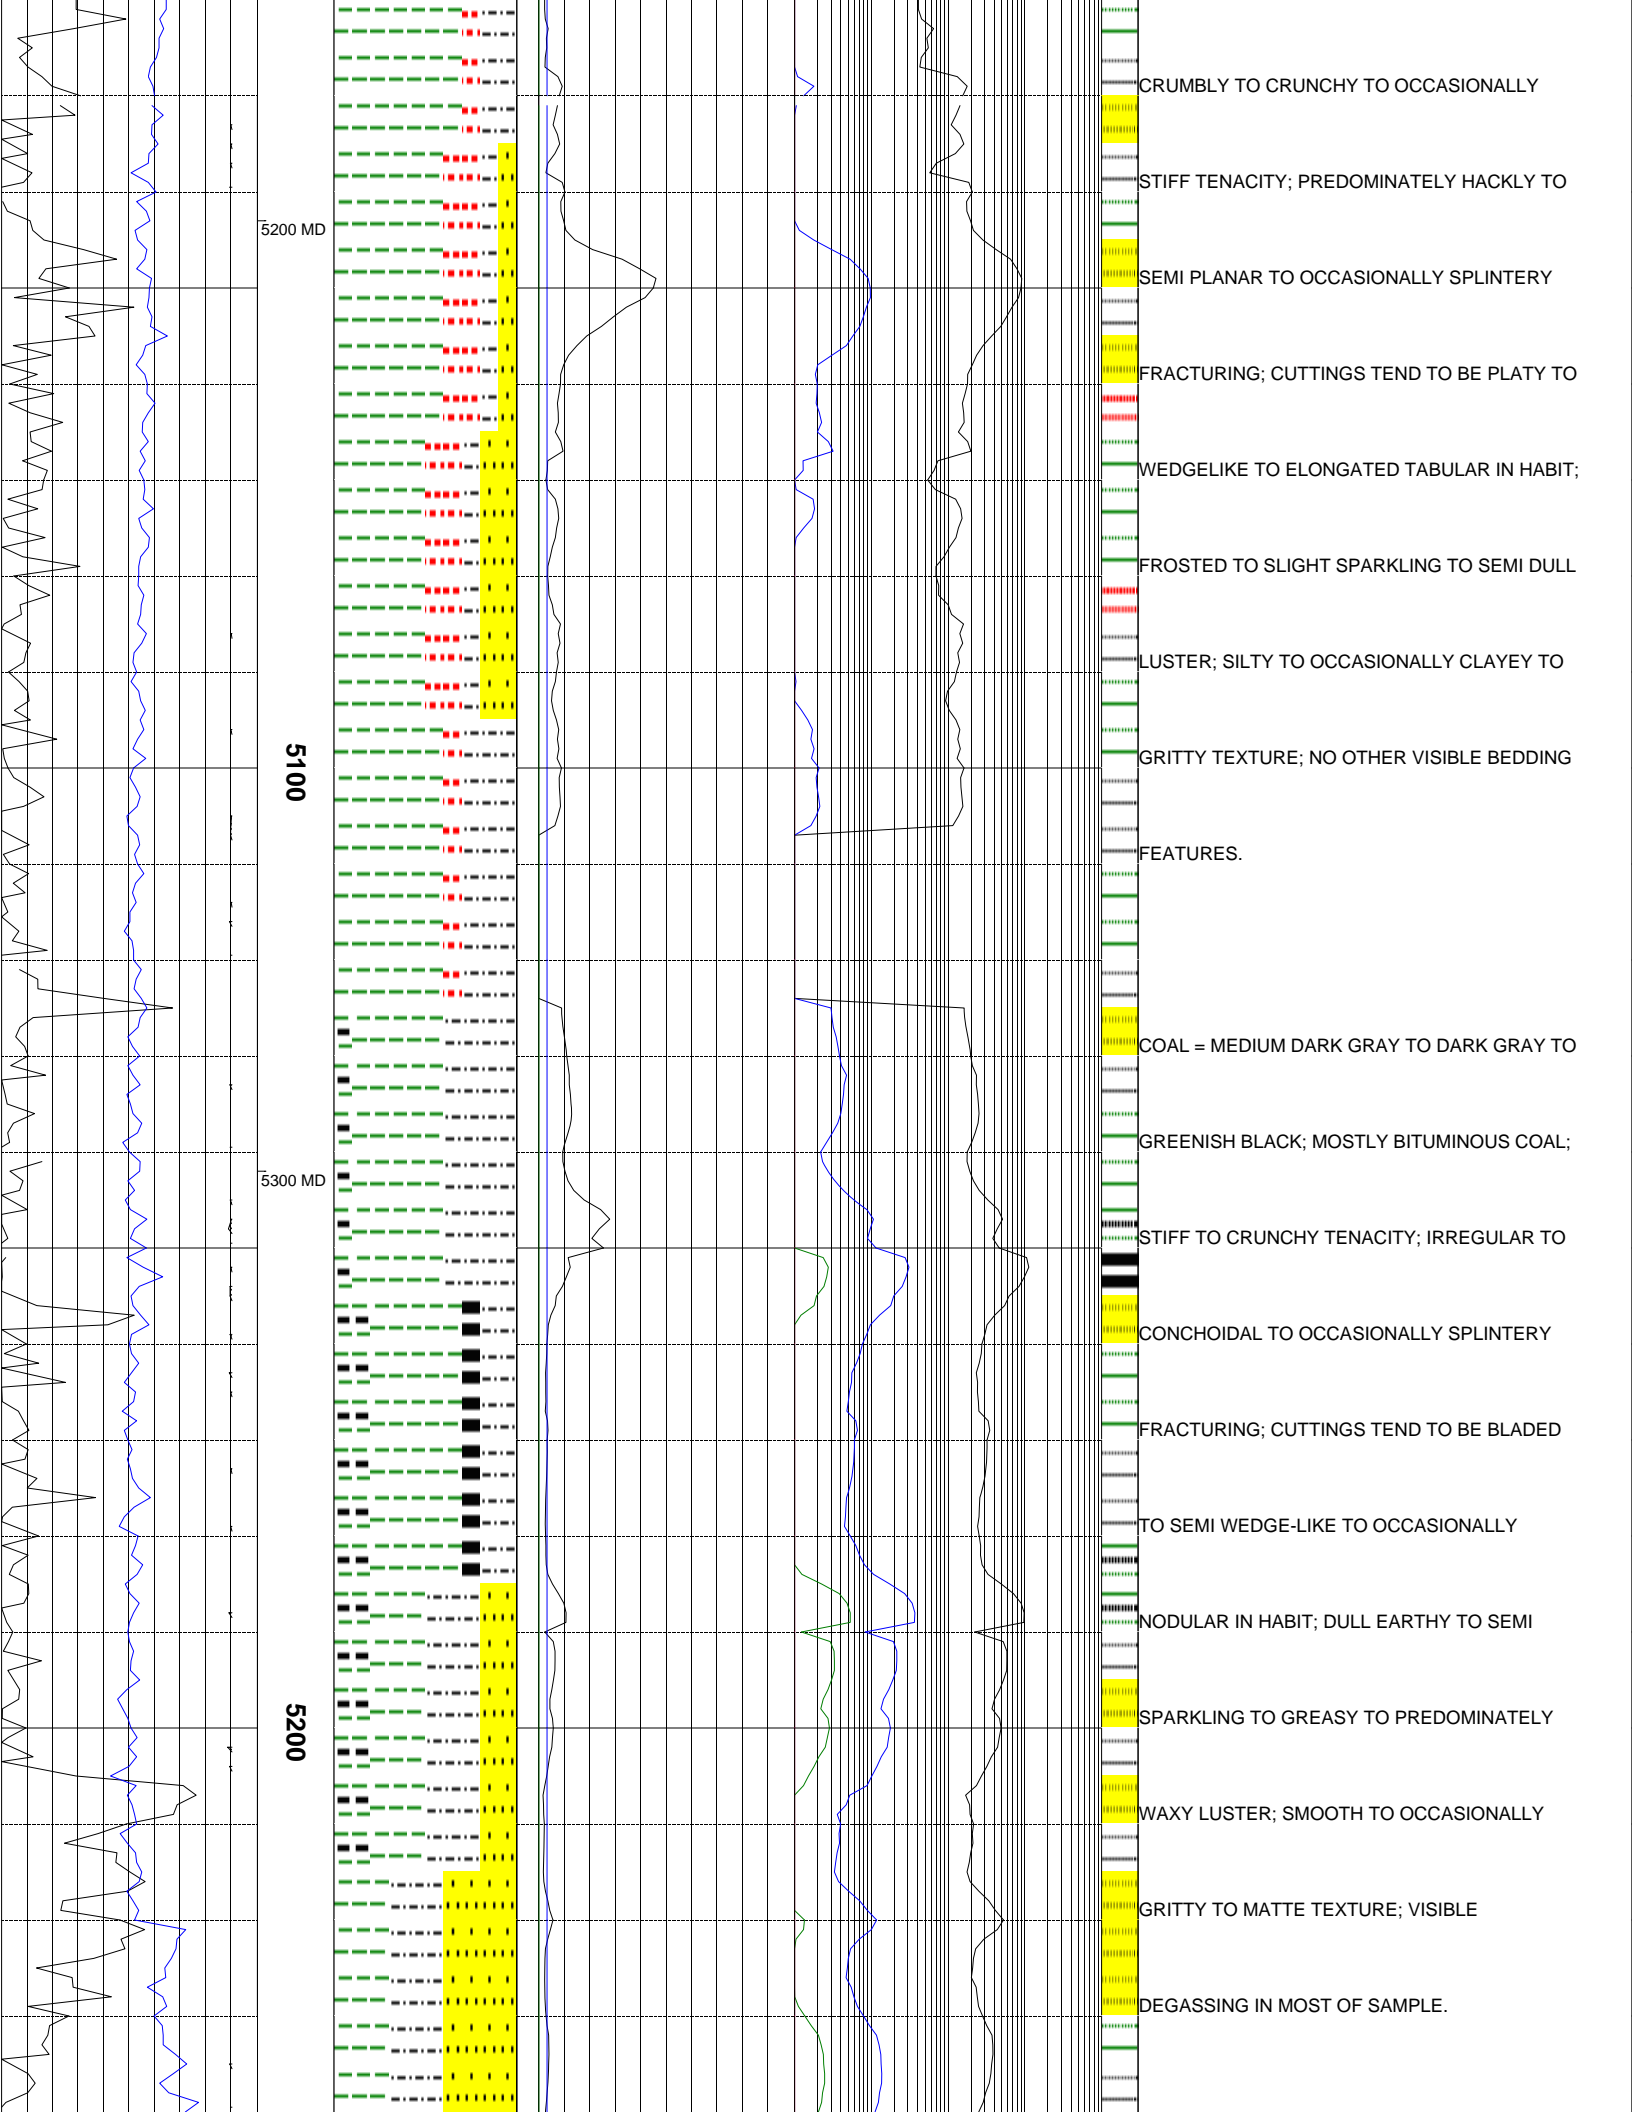 CRUMBLY TO CRUNCHY TO OCCASIONALLY
STIFF TENACITY; PREDOMINATELY HACKLY TO
5200 MD
SEMI PLANAR TO OCCASIONALLY SPLINTERY
FRACTURING; CUTTINGS TEND TO BE PLATY TO
WEDGELIKE TO ELONGATED TABULAR IN HABIT;
FROSTED TO SLIGHT SPARKLING TO SEMI DULL
LUSTER; SILTY TO OCCASIONALLY CLAYEY TO
5100
GRITTY TEXTURE; NO OTHER VISIBLE BEDDING
FEATURES.
COAL = MEDIUM DARK GRAY TO DARK GRAY TO
GREENISH BLACK; MOSTLY BITUMINOUS COAL;
5300 MD
STIFF TO CRUNCHY TENACITY; IRREGULAR TO
CONCHOIDAL TO OCCASIONALLY SPLINTERY
FRACTURING; CUTTINGS TEND TO BE BLADED
TO SEMI WEDGE-LIKE TO OCCASIONALLY
NODULAR IN HABIT; DULL EARTHY TO SEMI
5200
SPARKLING TO GREASY TO PREDOMINATELY
WAXY LUSTER; SMOOTH TO OCCASIONALLY
GRITTY TO MATTE TEXTURE; VISIBLE
DEGASSING IN MOST OF SAMPLE.